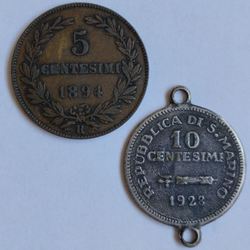 5
CENTESIMI
1894
R
REPUBBLICA DI S. MARINO
10
CENTESIMI
1923